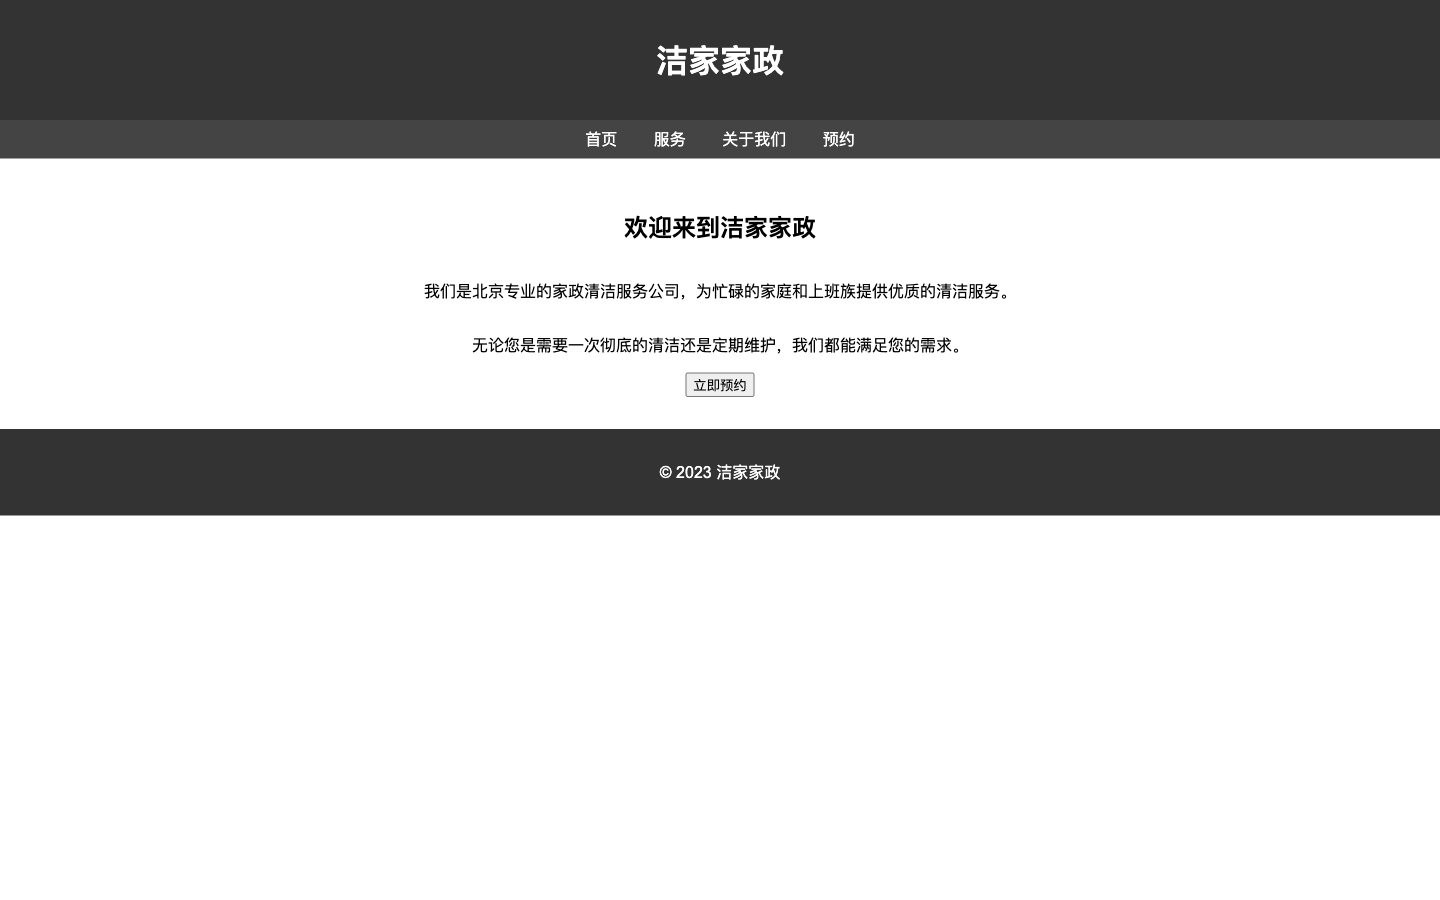 洁家家政
首页 服务 关于我们 预约
欢迎来到洁家家政
我们是北京专业的家政清洁服务公司，为忙碌的家庭和上班族提供优质的清洁服务。
无论您是需要一次彻底的清洁还是定期维护，我们都能满足您的需求。
立即预约
© 2023 洁家家政